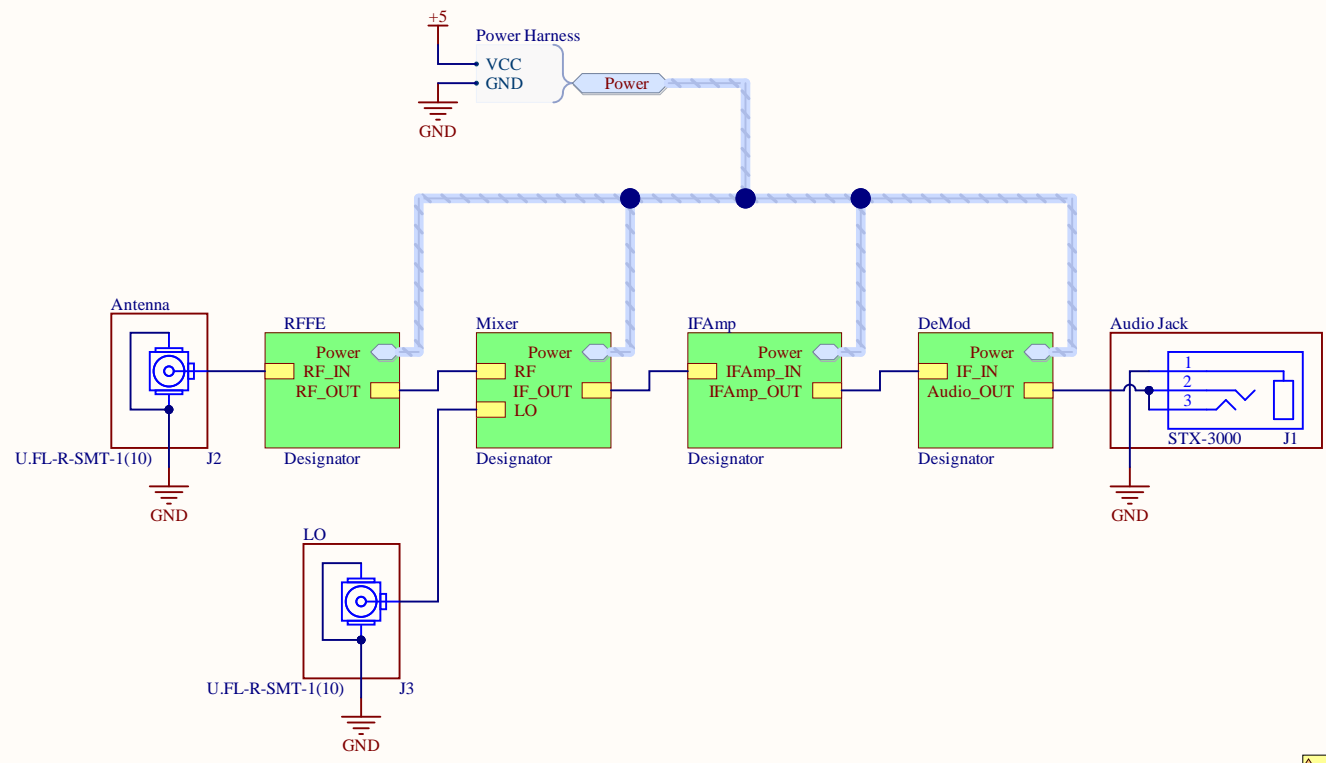 +5
Power Harness
VCC
GND
Power
GND
Antenna
U.FL-R-SMT-1(10)
J2
GND
RFFE
Power
RF_IN
RF_OUT
Designator
Mixer
Power
RF
IF_OUT
LO
Designator
IFAmp
Power
IFAmp_IN
IFAmp_OUT
Designator
DeMod
Power
IF_IN
Audio_OUT
Designator
Audio Jack
1
2
3
STX-3000
J1
GND
LO
U.FL-R-SMT-1(10)
J3
GND